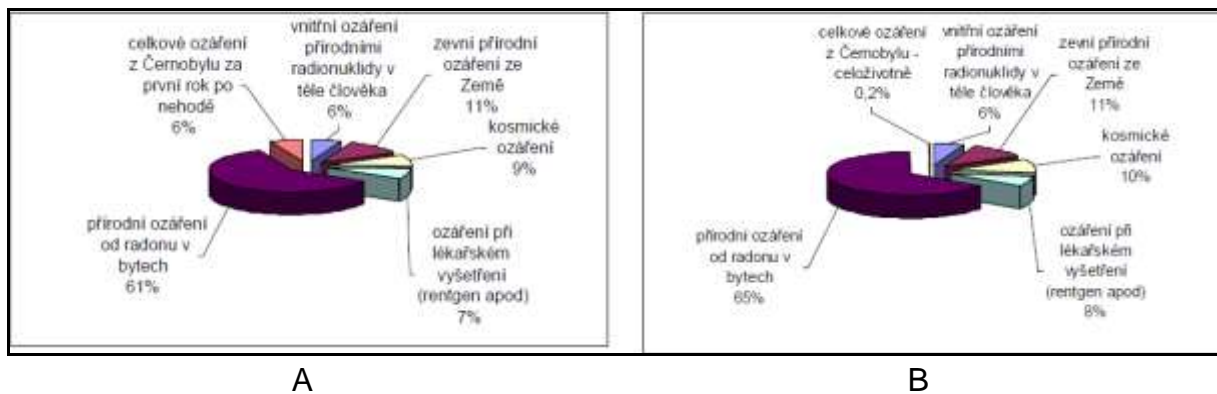 celkové ozáření
z Černobylu za
první rok po
nehodě
6%
vnitřní ozáření
přírodními
radionuklidy v
těle člověka
6%
zevní přírodní
ozáření ze
Země
11%
kosmické
ozáření
9%
ozáření při
lékařském
vyšetření
(rentgen apod)
7%
přírodní ozáření
od radonu v
bytech
61%
celkové ozáření
z Černobylu -
celoživotně
0,2%
vnitřní ozáření
přírodními
radionuklidy v
těle člověka
6%
zevní přírodní
ozáření ze
Země
11%
kosmické
ozáření
10%
ozáření při
lékařském
vyšetření
(rentgen apod)
8%
přírodní ozáření
od radonu v
bytech
65%
A
B